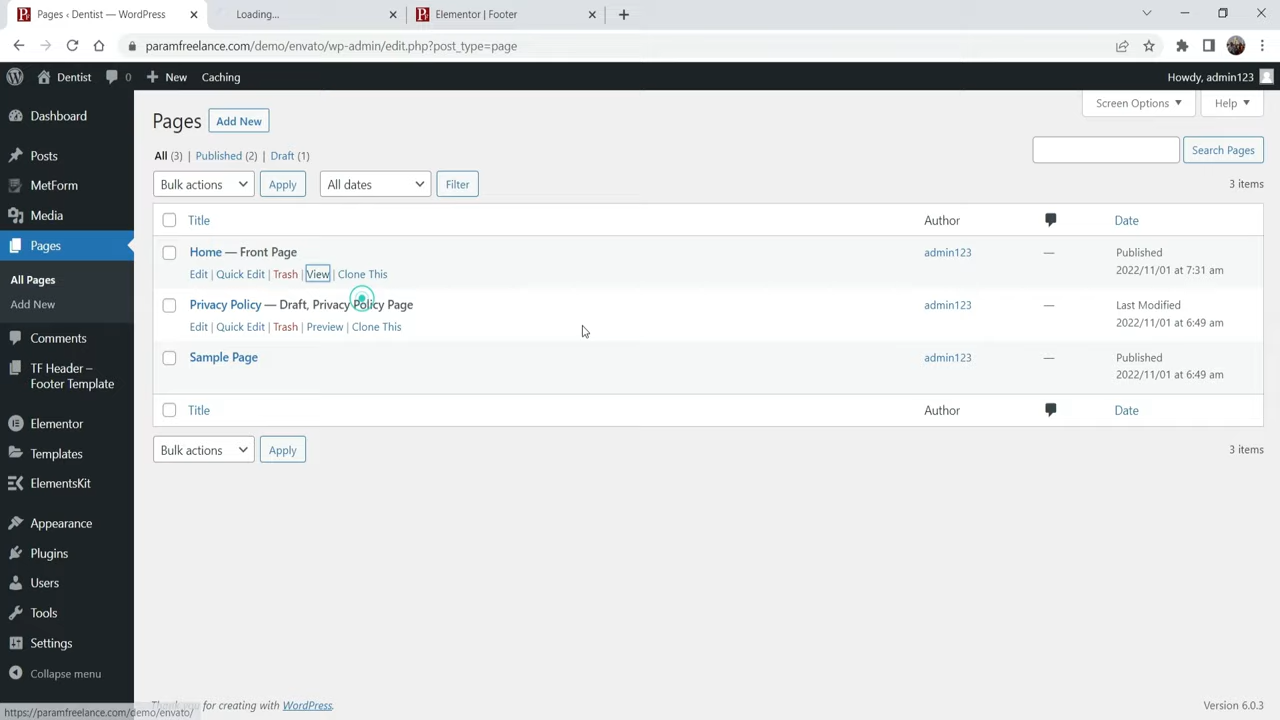 Pages ‹ Dentist — WordPress
Loading...
Elementor | Footer
paramfreelance.com/demo/envato/wp-admin/edit.php?post_type=page
Dentist
0
New
Caching
Howdy, admin123
Dashboard
Posts
MetForm
Media
Pages
All Pages
Add New
Comments
TF Header –
Footer Template
Elementor
Templates
ElementsKit
Appearance
Plugins
Users
Tools
Settings
Collapse menu
Screen Options
Help
Pages
Add New
All (3) | Published (2) | Draft (1)
Search Pages
Bulk actions
Apply
All dates
Filter
3 items
Title
Author
Date
Home — Front Page
admin123
—
Published
2022/11/01 at 7:31 am
Edit | Quick Edit | Trash | View | Clone This
Privacy Policy — Draft, Privacy Policy Page
admin123
—
Last Modified
2022/11/01 at 6:49 am
Edit | Quick Edit | Trash | Preview | Clone This
Sample Page
admin123
—
Published
2022/11/01 at 6:49 am
Title
Author
Date
Bulk actions
Apply
3 items
for creating with WordPress.
Version 6.0.3
https://paramfreelance.com/demo/envato/